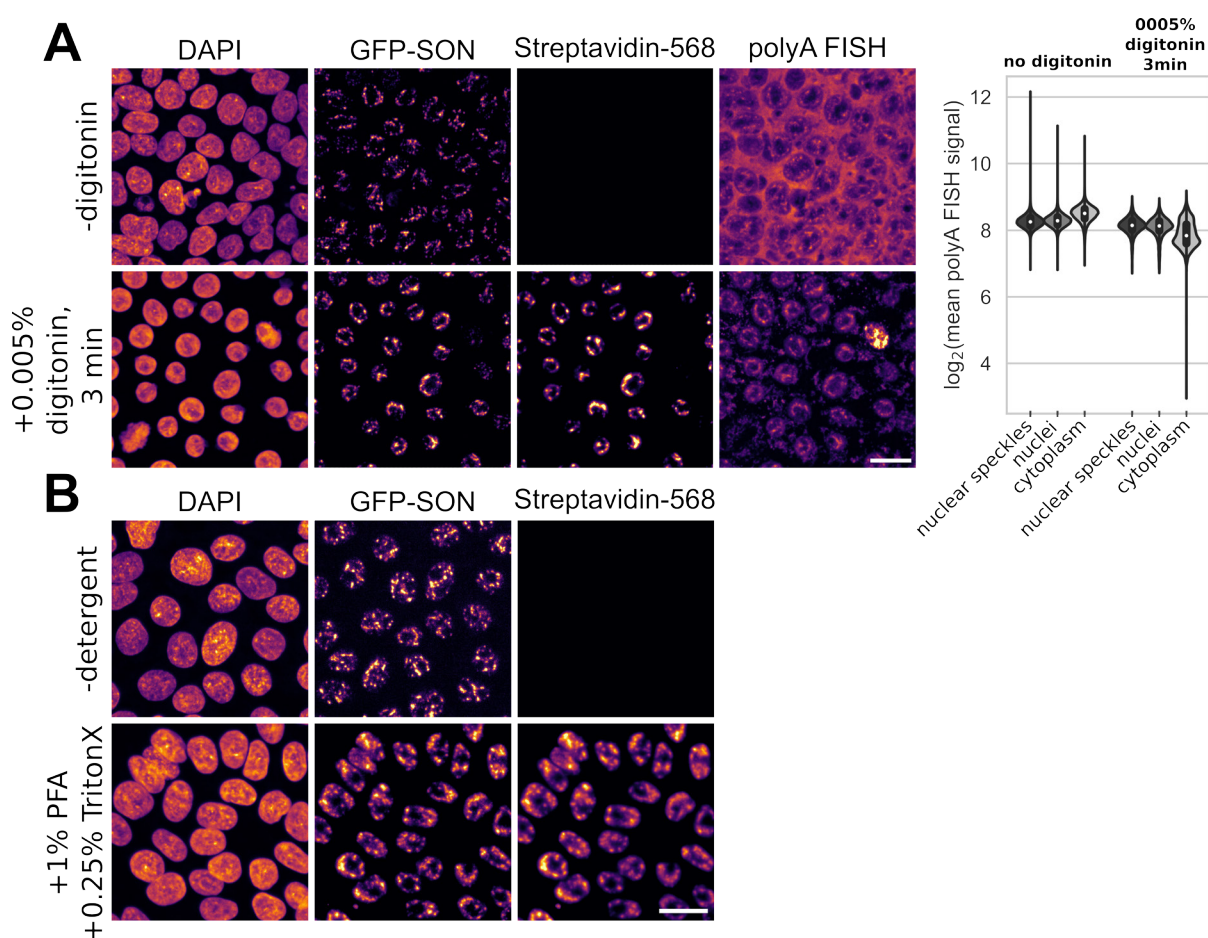 A
DAPI
GFP-SON
Streptavidin-568
polyA FISH
-digitonin
+0.005%
digitonin,
3 min
no digitonin
0005%
digitonin
3min
log2(mean polyA FISH signal)
12
10
8
6
4
nuclear speckles
nuclei
cytoplasm
nuclear speckles
nuclei
cytoplasm
B
DAPI
GFP-SON
Streptavidin-568
-detergent
+1% PFA
+0.25% TritonX